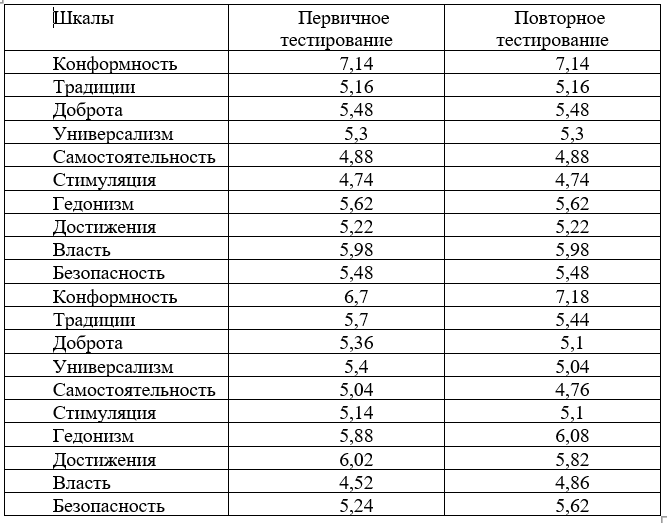 Шкалы Первичное тестирование Повторное тестирование
Конформность 7,14 7,14
Традиции 5,16 5,16
Доброта 5,48 5,48
Универсализм 5,3 5,3
Самостоятельность 4,88 4,88
Стимуляция 4,74 4,74
Гедонизм 5,62 5,62
Достижения 5,22 5,22
Власть 5,98 5,98
Безопасность 5,48 5,48
Конформность 6,7 7,18
Традиции 5,7 5,44
Доброта 5,36 5,1
Универсализм 5,4 5,04
Самостоятельность 5,04 4,76
Стимуляция 5,14 5,1
Гедонизм 5,88 6,08
Достижения 6,02 5,82
Власть 4,52 4,86
Безопасность 5,24 5,62